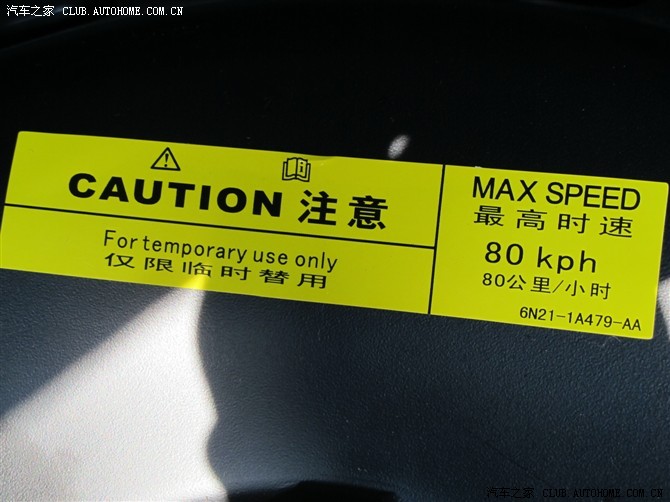 汽车之家 CLUB.AUTOHOME.COM.CN
CAUTION 注意
For temporary use only
仅限临时替用
MAX SPEED
最高时速
80 kph
80公里/小时
6N21-1A479-AA
汽车之家 CLUB.AUTOHOME.COM.CN